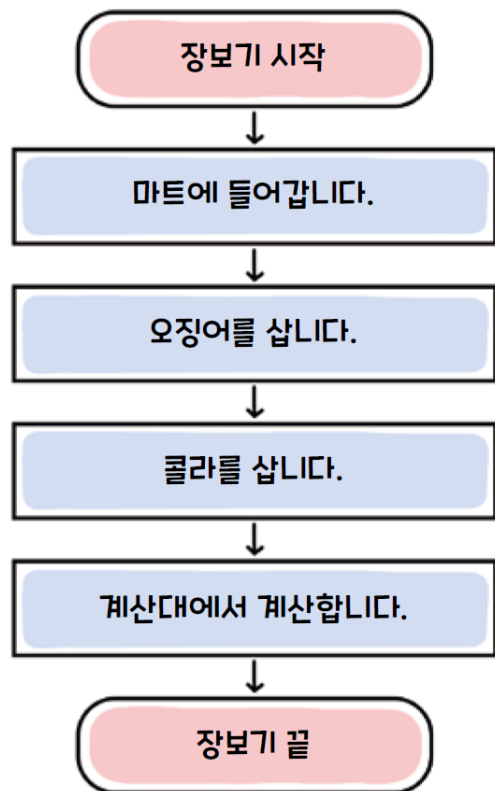 장보기 시작
마트에 들어갑니다.
오징어를 삽니다.
콜라를 삽니다.
계산대에서 계산합니다.
장보기 끝